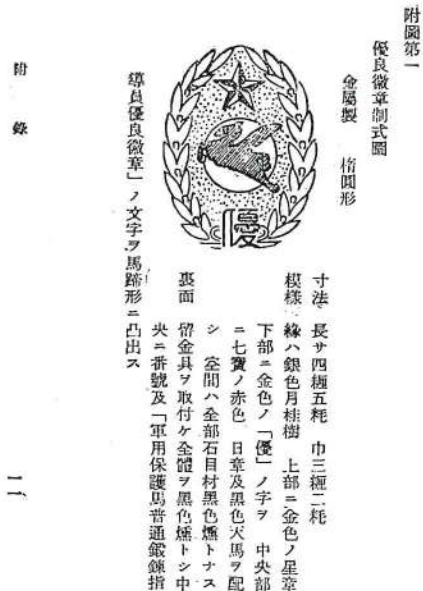 附圖第一
優良徽章制式圖
金屬製 楕圓形
優
寸法 長サ四糎五粍 巾三糎二粍
模樣 緣ハ銀色月桂樹 上部ニ金色ノ星章
下部ニ金色ノ「優」ノ字ヲ 中央部
ニ七寶ノ赤色 日章及黑色天馬ヲ配
シ 空間ハ全部石目材黑色燻トナス
裏面 留金具ヲ取付ケ全體ヲ黑色燻トシ中
央ニ番號及「軍用保護馬普通鍛鍊指
導員優良徽章」ノ文字ヲ馬蹄形ニ凸出ス
附錄
一一